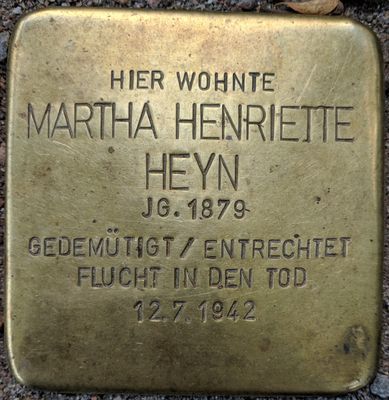 HIER WOHNTE
MARTHA HENRIETTE
HEYN
JG. 1879
GEDEMÜTIGT / ENTRECHTET
FLUCHT IN DEN TOD
12.7.1942